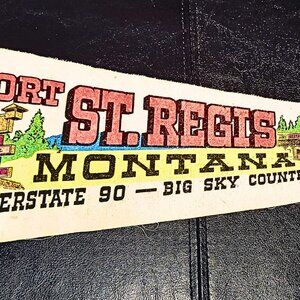 ORT ST. REGIS
MONTANA
ERSTATE 90 — BIG SKY COUNT